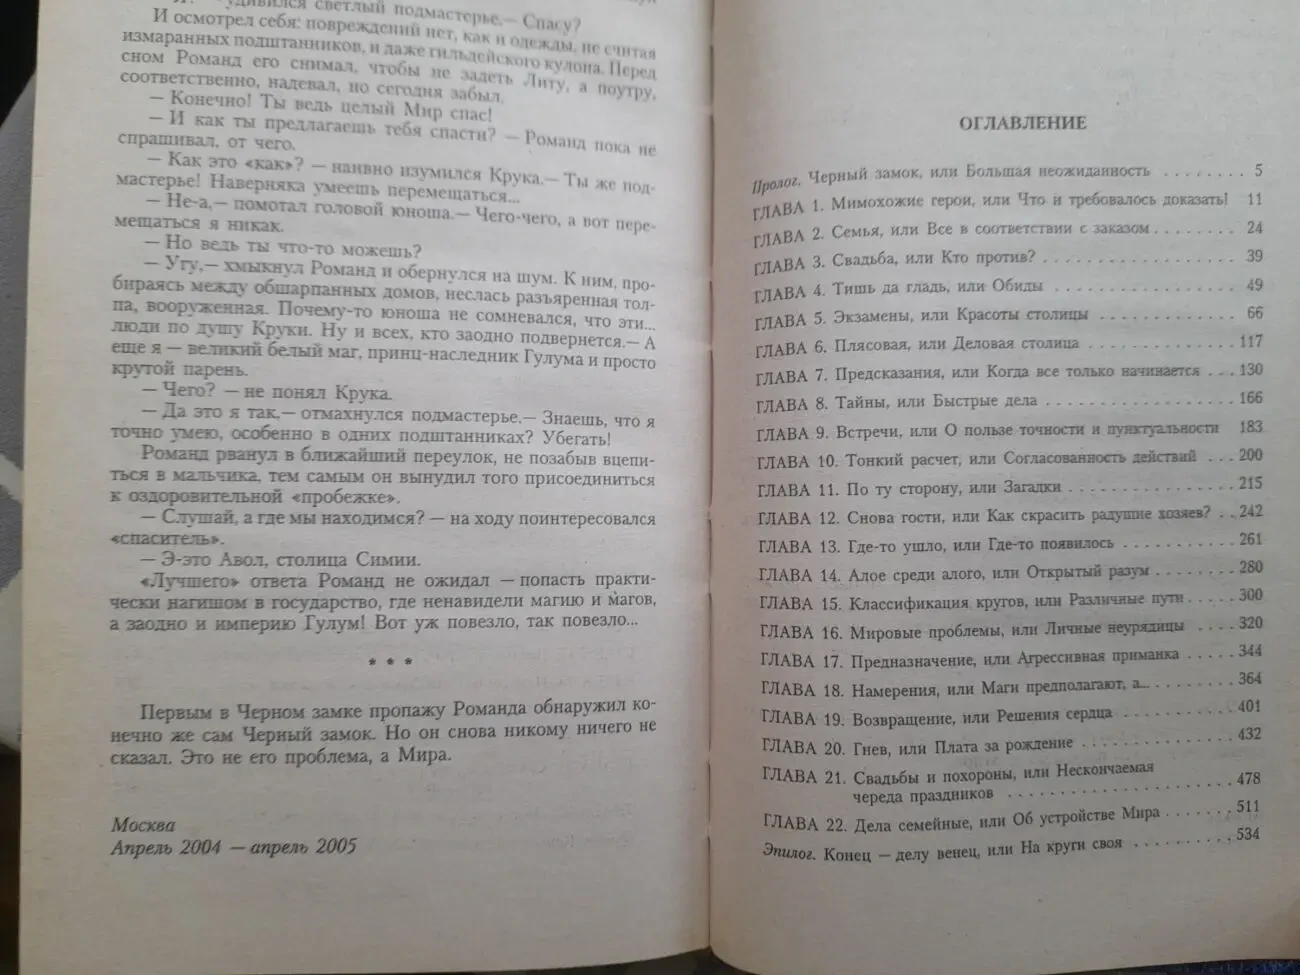 удивился светлый подмастерье.— Спасу?
И осмотрел себя: повреждений нет, как и одежды, не считая
измаранных подштанников, и даже гильдейского кулона. Перед
сном Романд его снимал, чтобы не задеть Литу, а поутру,
соответственно, надевал, но сегодня забыл.
— Конечно! Ты ведь целый Мир спас!
— И как ты предлагаешь тебя спасти? — Романд пока не
спрашивал, от чего.
— Как это «как»? — наивно изумился Крука.— Ты же под-
мастерье! Наверняка умеешь перемещаться...
— Не-а,— помотал головой юноша.— Чего-чего, а вот пере-
мещаться я никак.
— Но ведь ты что-то можешь?
— Угу,— хмыкнул Романд и обернулся на шум. К ним, про-
бираясь между обшарпанных домов, неслась разъяренная тол-
па, вооруженная. Почему-то юноша не сомневался, что эти...
люди по душу Круки. Ну и всех, кто заодно подвернется.— А
еще я — великий белый маг, принц-наследник Гулума и просто
крутой парень.
— Чего? — не понял Крука.
— Да это я так,— отмахнулся подмастерье.— Знаешь, что я
точно умею, особенно в одних подштанниках? Убегать!
Романд рванул в ближайший переулок, не позабыв вцепи-
ться в мальчика, тем самым он вынудил того присоединиться
к оздоровительной «пробежке».
— Слушай, а где мы находимся? — на ходу поинтересовался
«спаситель».
— Э-это Авол, столица Симии.
«Лучшего» ответа Романд не ожидал — попасть практи-
чески нагишом в государство, где ненавидели магию и магов,
а заодно и империю Гулум! Вот уж повезло, так повезло...
* * *
Первым в Черном замке пропажу Романда обнаружил ко-
нечно же сам Черный замок. Но он снова никому ничего не
сказал. Это не его проблема, а Мира.
Москва
Апрель 2004 — апрель 2005
ОГЛАВЛЕНИЕ
Пролог. Черный замок, или Большая неожиданность . . . . . . . . 5
ГЛАВА 1. Мимохожие герои, или Что и требовалось доказать! 11
ГЛАВА 2. Семья, или Все в соответствии с заказом . . . . . . . . 24
ГЛАВА 3. Свадьба, или Кто против? . . . . . . . . . . . . . . . . . . 39
ГЛАВА 4. Тишь да гладь, или Обиды . . . . . . . . . . . . . . . . . 49
ГЛАВА 5. Экзамены, или Красоты столицы . . . . . . . . . . . . . 66
ГЛАВА 6. Плясовая, или Деловая столица . . . . . . . . . . . . . 117
ГЛАВА 7. Предсказания, или Когда все только начинается . . . 130
ГЛАВА 8. Тайны, или Быстрые дела . . . . . . . . . . . . . . . . . 166
ГЛАВА 9. Встречи, или О пользе точности и пунктуальности 183
ГЛАВА 10. Тонкий расчет, или Согласованность действий . . . 200
ГЛАВА 11. По ту сторону, или Загадки . . . . . . . . . . . . . . . 215
ГЛАВА 12. Снова гости, или Как скрасить радушие хозяев? . . 242
ГЛАВА 13. Где-то ушло, или Где-то появилось . . . . . . . . . . 261
ГЛАВА 14. Алое среди алого, или Открытый разум . . . . . . . 280
ГЛАВА 15. Классификация кругов, или Различные пути . . . . . 300
ГЛАВА 16. Мировые проблемы, или Личные неурядицы . . . . 320
ГЛАВА 17. Предназначение, или Агрессивная приманка . . . . . 344
ГЛАВА 18. Намерения, или Маги предполагают, а... . . . . . . . 364
ГЛАВА 19. Возвращение, или Решения сердца . . . . . . . . . . . 401
ГЛАВА 20. Гнев, или Плата за рождение . . . . . . . . . . . . . . 432
ГЛАВА 21. Свадьбы и похороны, или Нескончаемая
череда праздников . . . . . . . . . . . . . . . . . . . . 478
ГЛАВА 22. Дела семейные, или Об устройстве Мира . . . . . . . 511
Эпилог. Конец — делу венец, или На круги своя . . . . . . . . . . 534